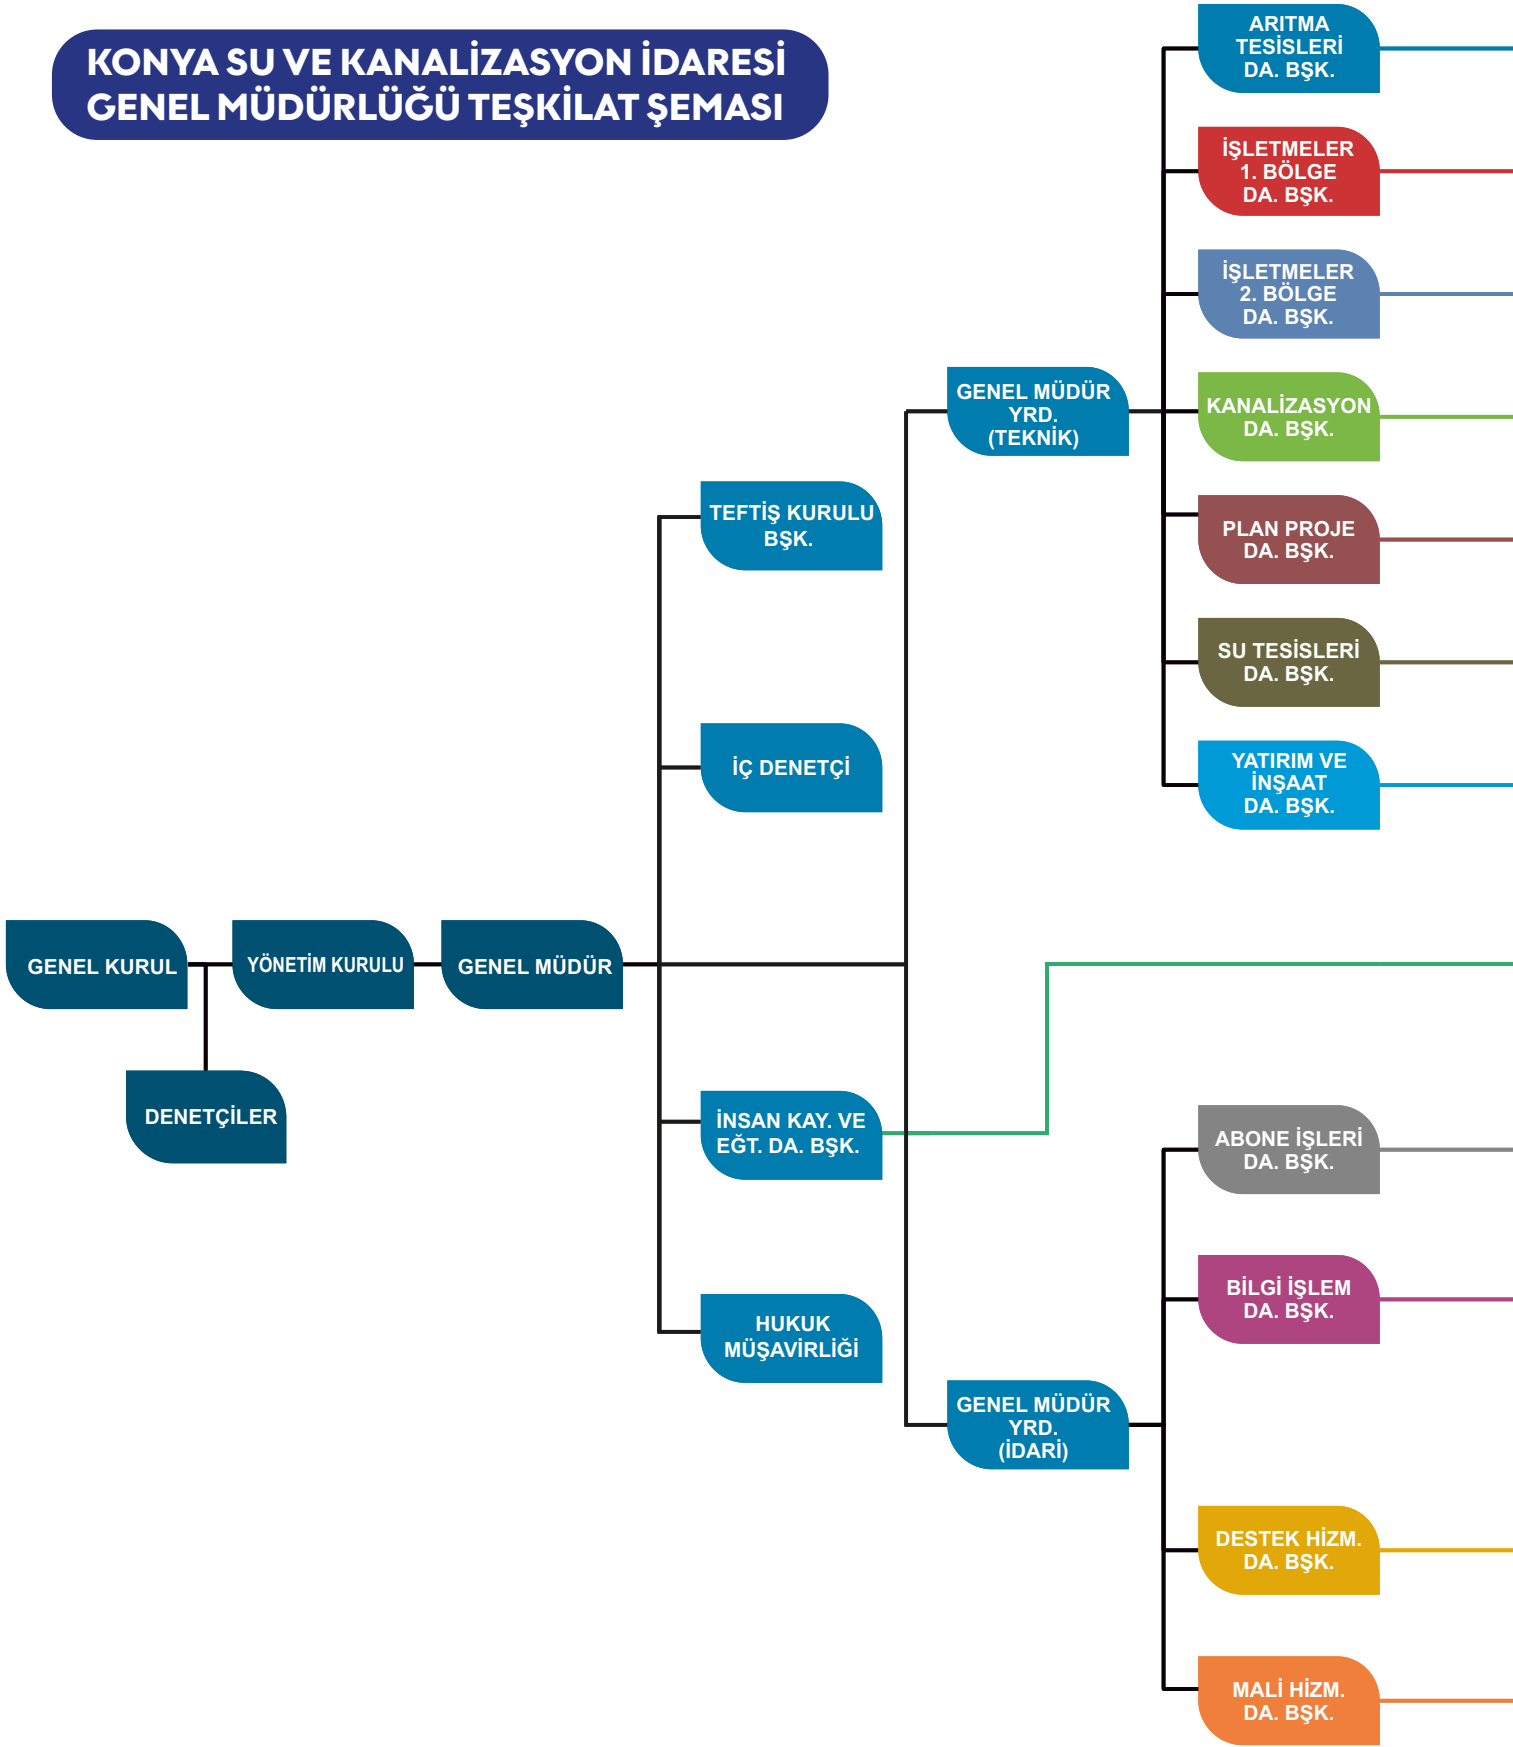 KONYA SU VE KANALİZASYON İDARESİ
GENEL MÜDÜRLÜĞÜ TEŞKİLAT ŞEMASI
GENEL KURUL
DENETÇİLER
YÖNETİM KURULU
GENEL MÜDÜR
TEFTİŞ KURULU
BŞK.
İÇ DENETÇİ
İNSAN KAY. VE
EĞT. DA. BŞK.
HUKUK
MÜŞAVİRLİĞİ
GENEL MÜDÜR
YRD.
(TEKNİK)
ARITMA
TESİSLERİ
DA. BŞK.
İŞLETMELER
1. BÖLGE
DA. BŞK.
İŞLETMELER
2. BÖLGE
DA. BŞK.
KANALİZASYON
DA. BŞK.
PLAN PROJE
DA. BŞK.
SU TESİSLERİ
DA. BŞK.
YATIRIM VE
İNŞAAT
DA. BŞK.
GENEL MÜDÜR
YRD.
(İDARİ)
ABONE İŞLERİ
DA. BŞK.
BİLGİ İŞLEM
DA. BŞK.
DESTEK HİZM.
DA. BŞK.
MALİ HİZM.
DA. BŞK.